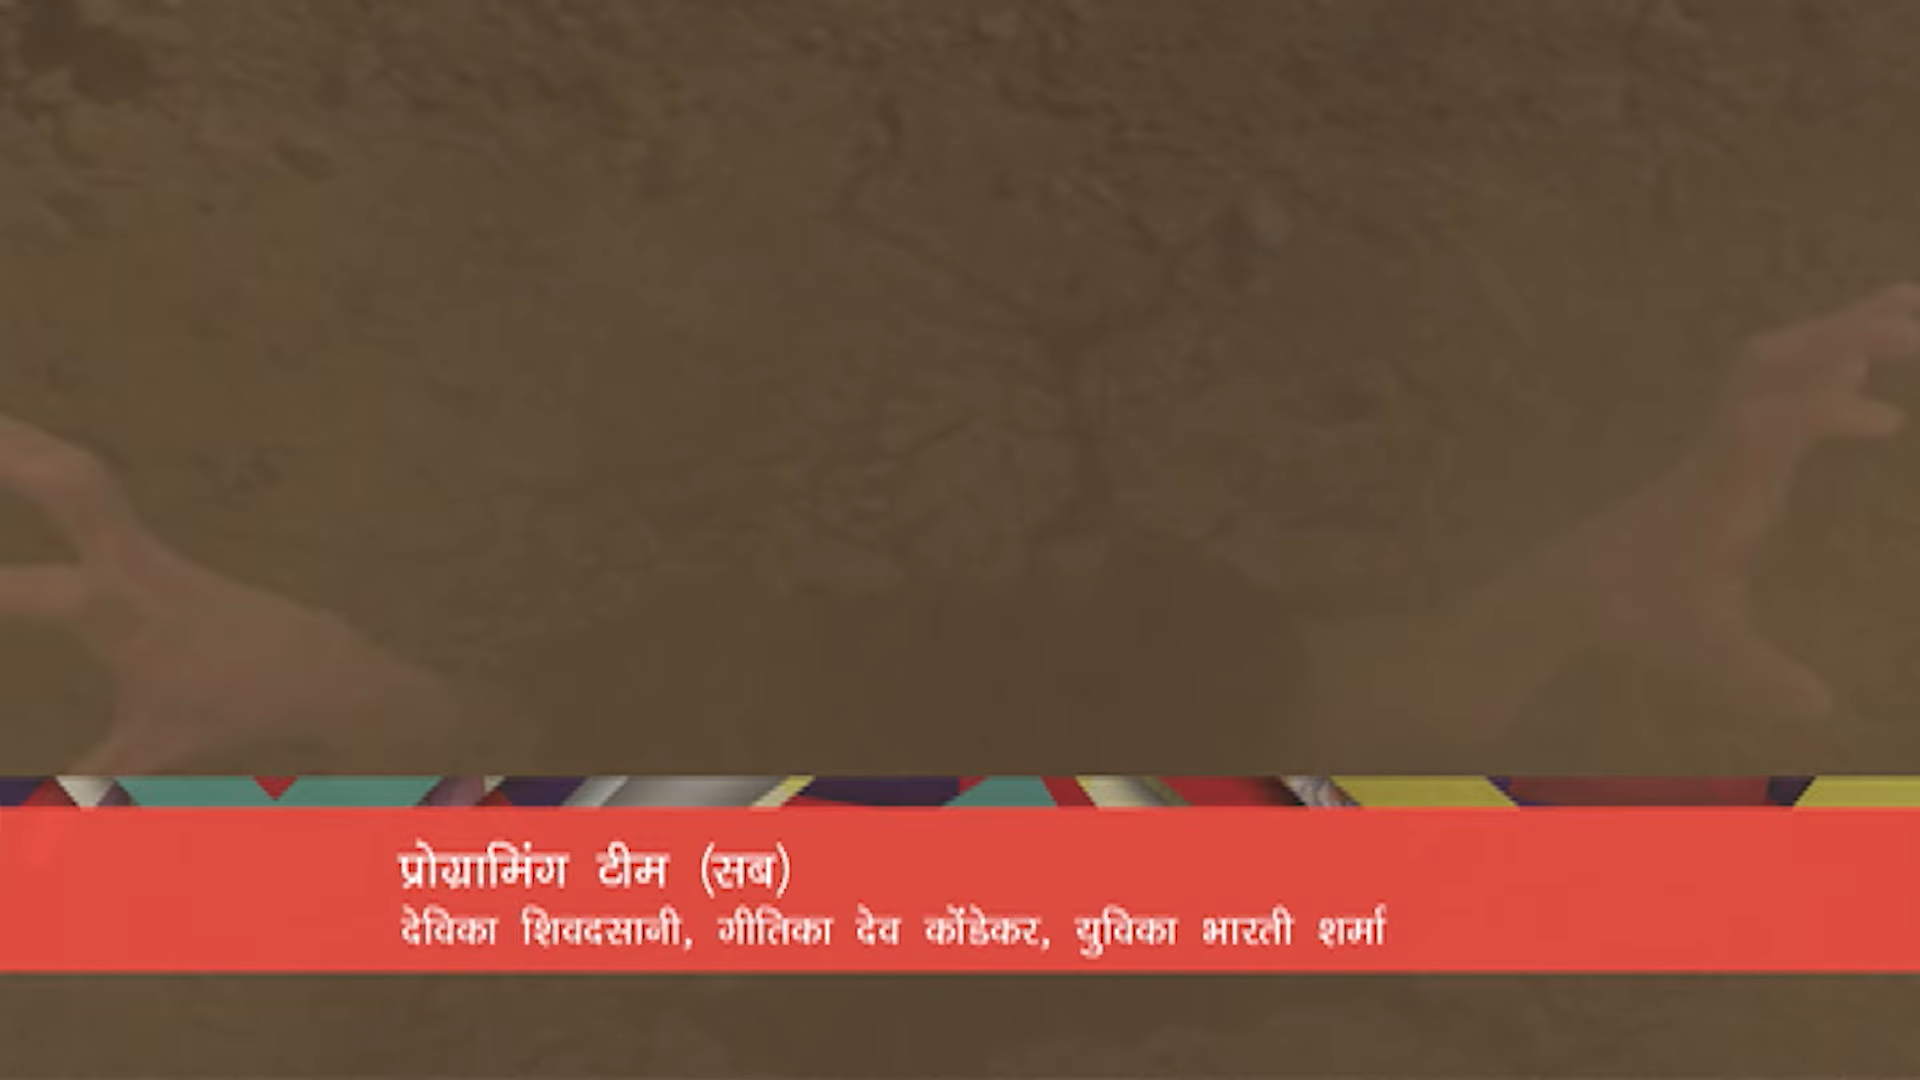 प्रोग्रामिंग टीम (सब)
देविका शिवदसानी, गीतिका देव कोंडेकर, युविका भारती शर्मा